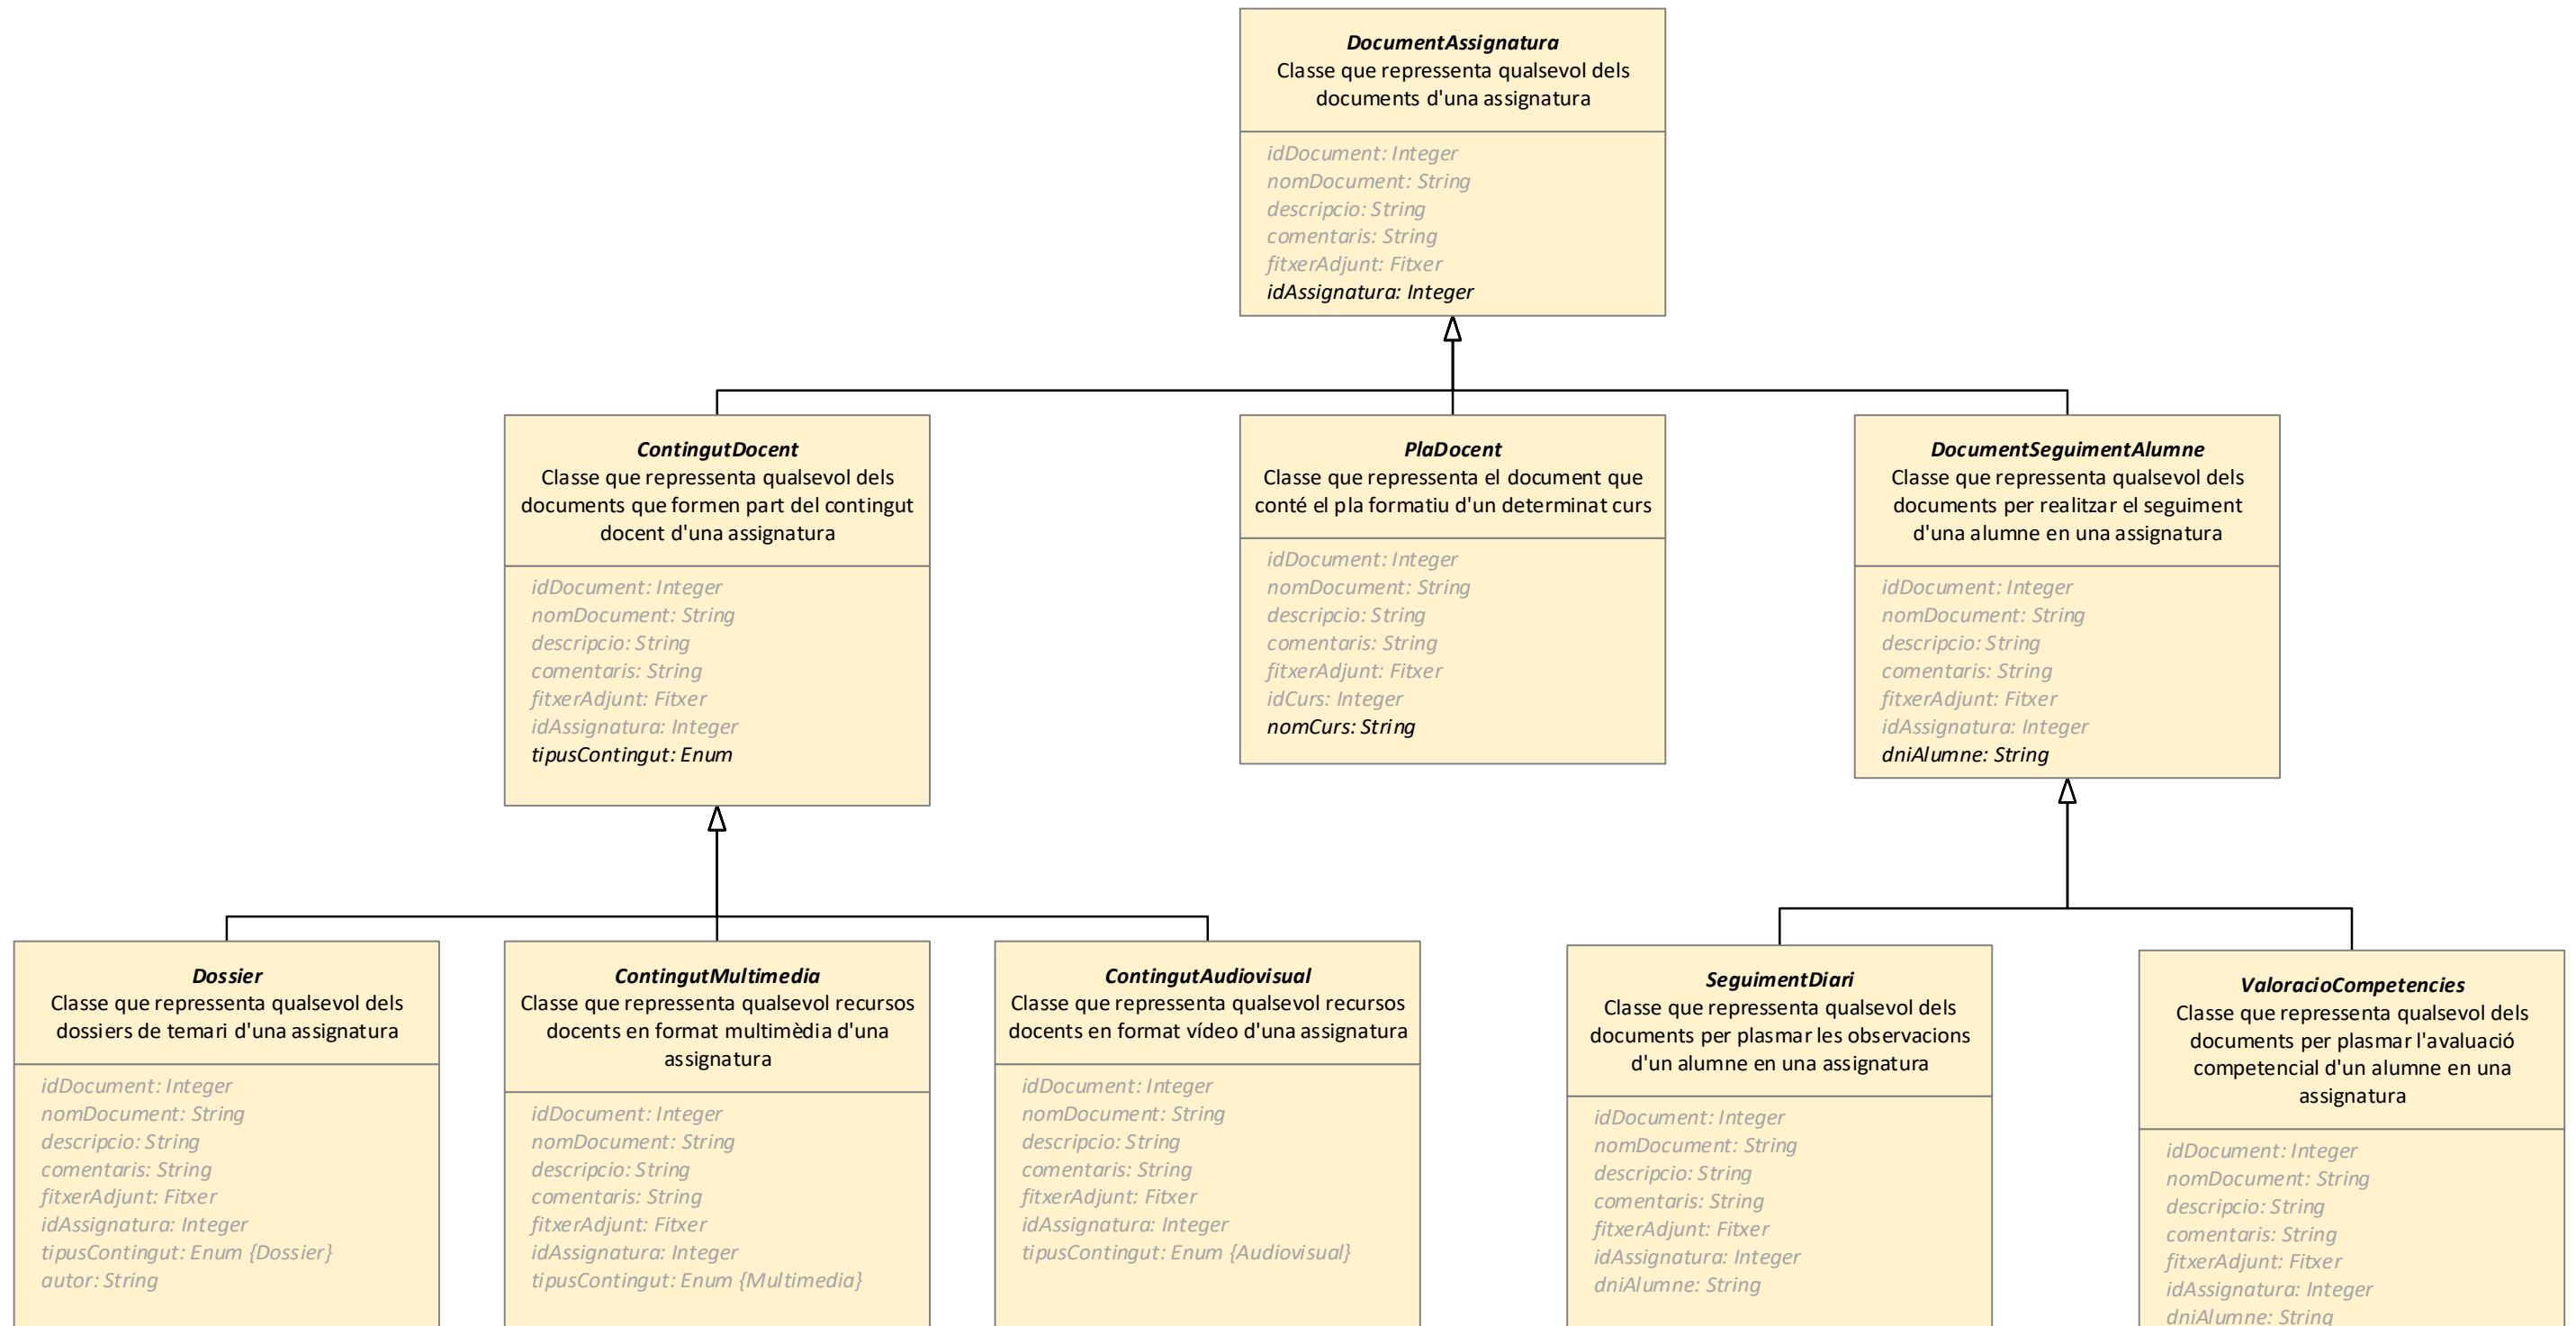 DocumentAssignatura
Classe que repressenta qualsevol dels
documents d'una assignatura
idDocument: Integer
nomDocument: String
descripcio: String
comentaris: String
fitxerAdjunt: Fitxer
idAssignatura: Integer
ContingutDocent
Classe que repressenta qualsevol dels
documents que formen part del contingut
docent d'una assignatura
idDocument: Integer
nomDocument: String
descripcio: String
comentaris: String
fitxerAdjunt: Fitxer
idAssignatura: Integer
tipusContingut: Enum
PlaDocent
Classe que repressenta el document que
conté el pla formatiu d'un determinat curs
idDocument: Integer
nomDocument: String
descripcio: String
comentaris: String
fitxerAdjunt: Fitxer
idCurs: Integer
nomCurs: String
DocumentSeguimentAlumne
Classe que repressenta qualsevol dels
documents per realitzar el seguiment
d'una alumne en una assignatura
idDocument: Integer
nomDocument: String
descripcio: String
comentaris: String
fitxerAdjunt: Fitxer
idAssignatura: Integer
dniAlumne: String
Dossier
Classe que repressenta qualsevol dels
dossiers de temari d'una assignatura
idDocument: Integer
nomDocument: String
descripcio: String
comentaris: String
fitxerAdjunt: Fitxer
idAssignatura: Integer
tipusContingut: Enum {Dossier}
autor: String
ContingutMultimedia
Classe que repressenta qualsevol recursos
docents en format multimèdia d'una
assignatura
idDocument: Integer
nomDocument: String
descripcio: String
comentaris: String
fitxerAdjunt: Fitxer
idAssignatura: Integer
tipusContingut: Enum {Multimedia}
ContingutAudiovisual
Classe que repressenta qualsevol recursos
docents en format vídeo d'una assignatura
idDocument: Integer
nomDocument: String
descripcio: String
comentaris: String
fitxerAdjunt: Fitxer
idAssignatura: Integer
tipusContingut: Enum {Audiovisual}
SeguimentDiari
Classe que repressenta qualsevol dels
documents per plasmar les observacions
d'un alumne en una assignatura
idDocument: Integer
nomDocument: String
descripcio: String
comentaris: String
fitxerAdjunt: Fitxer
idAssignatura: Integer
dniAlumne: String
ValoracioCompetencies
Classe que repressenta qualsevol dels
documents per plasmar l'avaluació
competencial d'un alumne en una
assignatura
idDocument: Integer
nomDocument: String
descripcio: String
comentaris: String
fitxerAdjunt: Fitxer
idAssignatura: Integer
dniAlumne: String